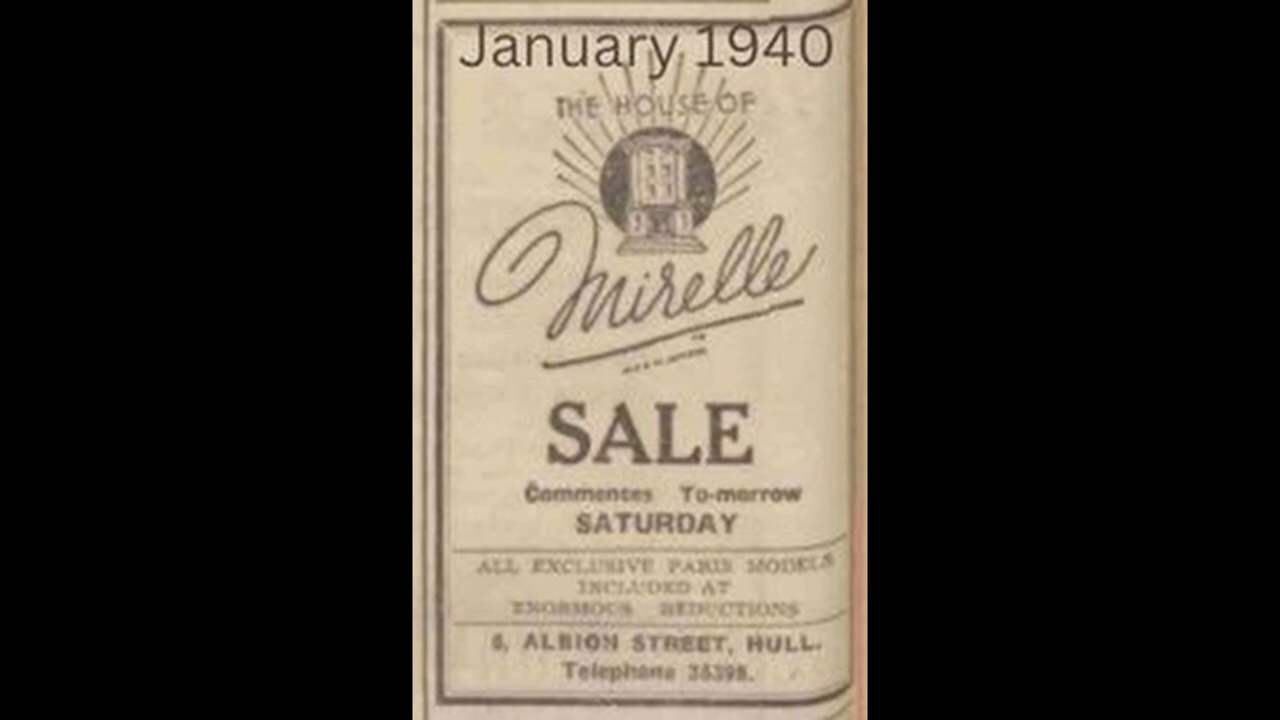 January 1940
THE HOUSE OF
Mirelle
SALE
Commences To-morrow
SATURDAY
ALL EXCLUSIVE PARIS MODELS
INCLUDED AT
ENORMOUS REDUCTIONS
6, ALBION STREET, HULL.
Telephone